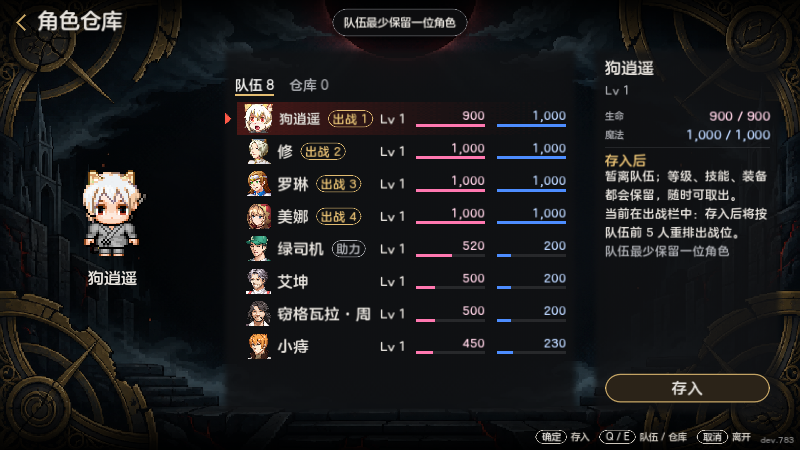 角色仓库
队伍最少保留一位角色
队伍 8 仓库 0
狗逍遥 出战 1 Lv 1 900 1,000
修 出战 2 1,000 1,000
罗琳 出战 3 1,000 1,000
美娜 出战 4 1,000 1,000
绿司机 助力 Lv 1 520 200
艾坤 Lv 1 500 200
窃格瓦拉·周 Lv 1 500 200
小痔 Lv 1 450 230
狗逍遥
狗逍遥
Lv 1
生命 900 / 900
魔法 1,000 / 1,000
存入后
暂离队伍；等级、技能、装备
都会保留，随时可取出。
当前在出战栏中：存入后将按
队伍前 5 人重排出战位。
队伍最少保留一位角色
存入
确定 存入 Q / E 队伍 / 仓库 取消 离开
dev.783